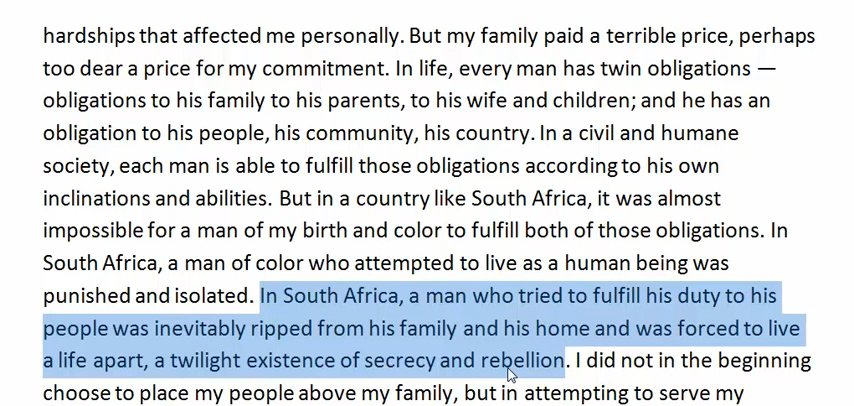 hardships that affected me personally. But my family paid a terrible price, perhaps
too dear a price for my commitment. In life, every man has twin obligations —
obligations to his family to his parents, to his wife and children; and he has an
obligation to his people, his community, his country. In a civil and humane
society, each man is able to fulfill those obligations according to his own
inclinations and abilities. But in a country like South Africa, it was almost
impossible for a man of my birth and color to fulfill both of those obligations. In
South Africa, a man of color who attempted to live as a human being was
punished and isolated. In South Africa, a man who tried to fulfill his duty to his
people was inevitably ripped from his family and his home and was forced to live
a life apart, a twilight existence of secrecy and rebellion. I did not in the beginning
choose to place my people above my family, but in attempting to serve my